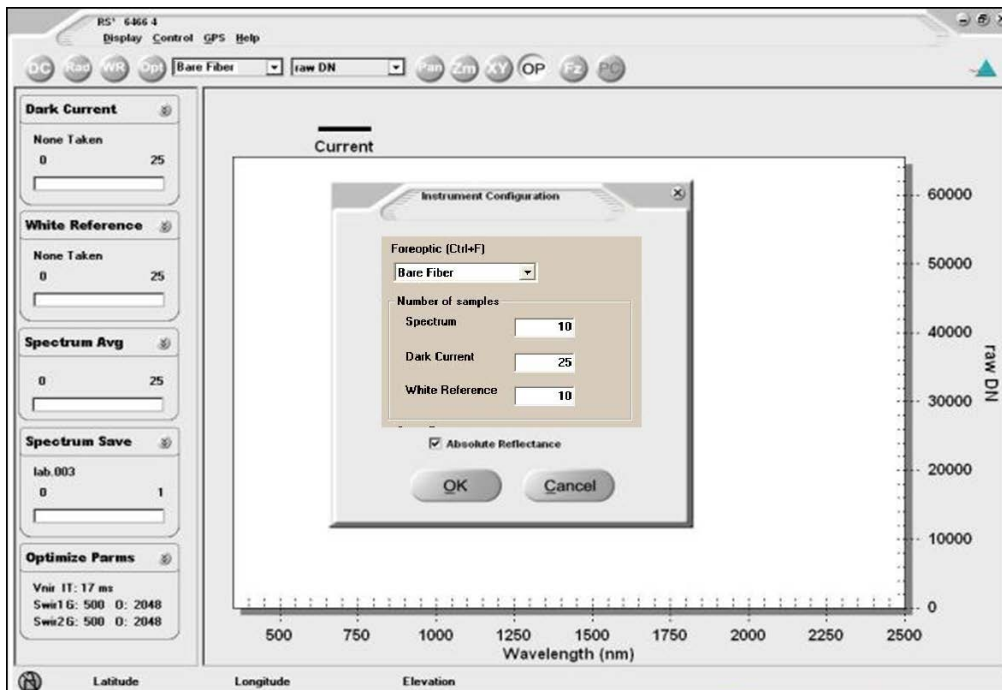 RS³ 6466 4
Display Control GPS Help
DC Rad WR Opt Bare Fiber raw DN Pan Zm XY OP Fz PC
Dark Current
None Taken
0 25
White Reference
None Taken
0 25
Spectrum Avg
0 25
Spectrum Save
lab.003
0 1
Optimize Parms
Vnir IT: 17 ms
Swir1 G: 500 O: 2048
Swir2 G: 500 O: 2048
Current
Instrument Configuration
Foreoptic (Ctrl+F)
Bare Fiber
Number of samples
Spectrum 10
Dark Current 25
White Reference 10
Absolute Reflectance
OK Cancel
60000
50000
40000
30000
20000
10000
0
raw DN
500 750 1000 1250 1500 1750 2000 2250 2500
Wavelength (nm)
Latitude Longitude Elevation